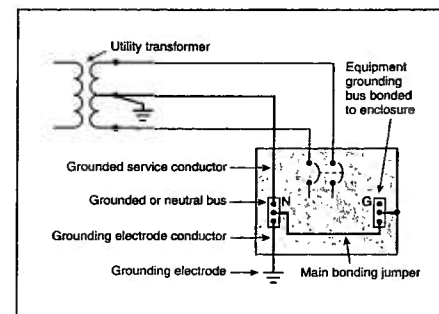 Utility transformer
Equipment
grounding
bus bonded
to enclosure
Grounded service conductor
Grounded or neutral bus
N
G
Grounding electrode conductor
Grounding electrode
Main bonding jumper